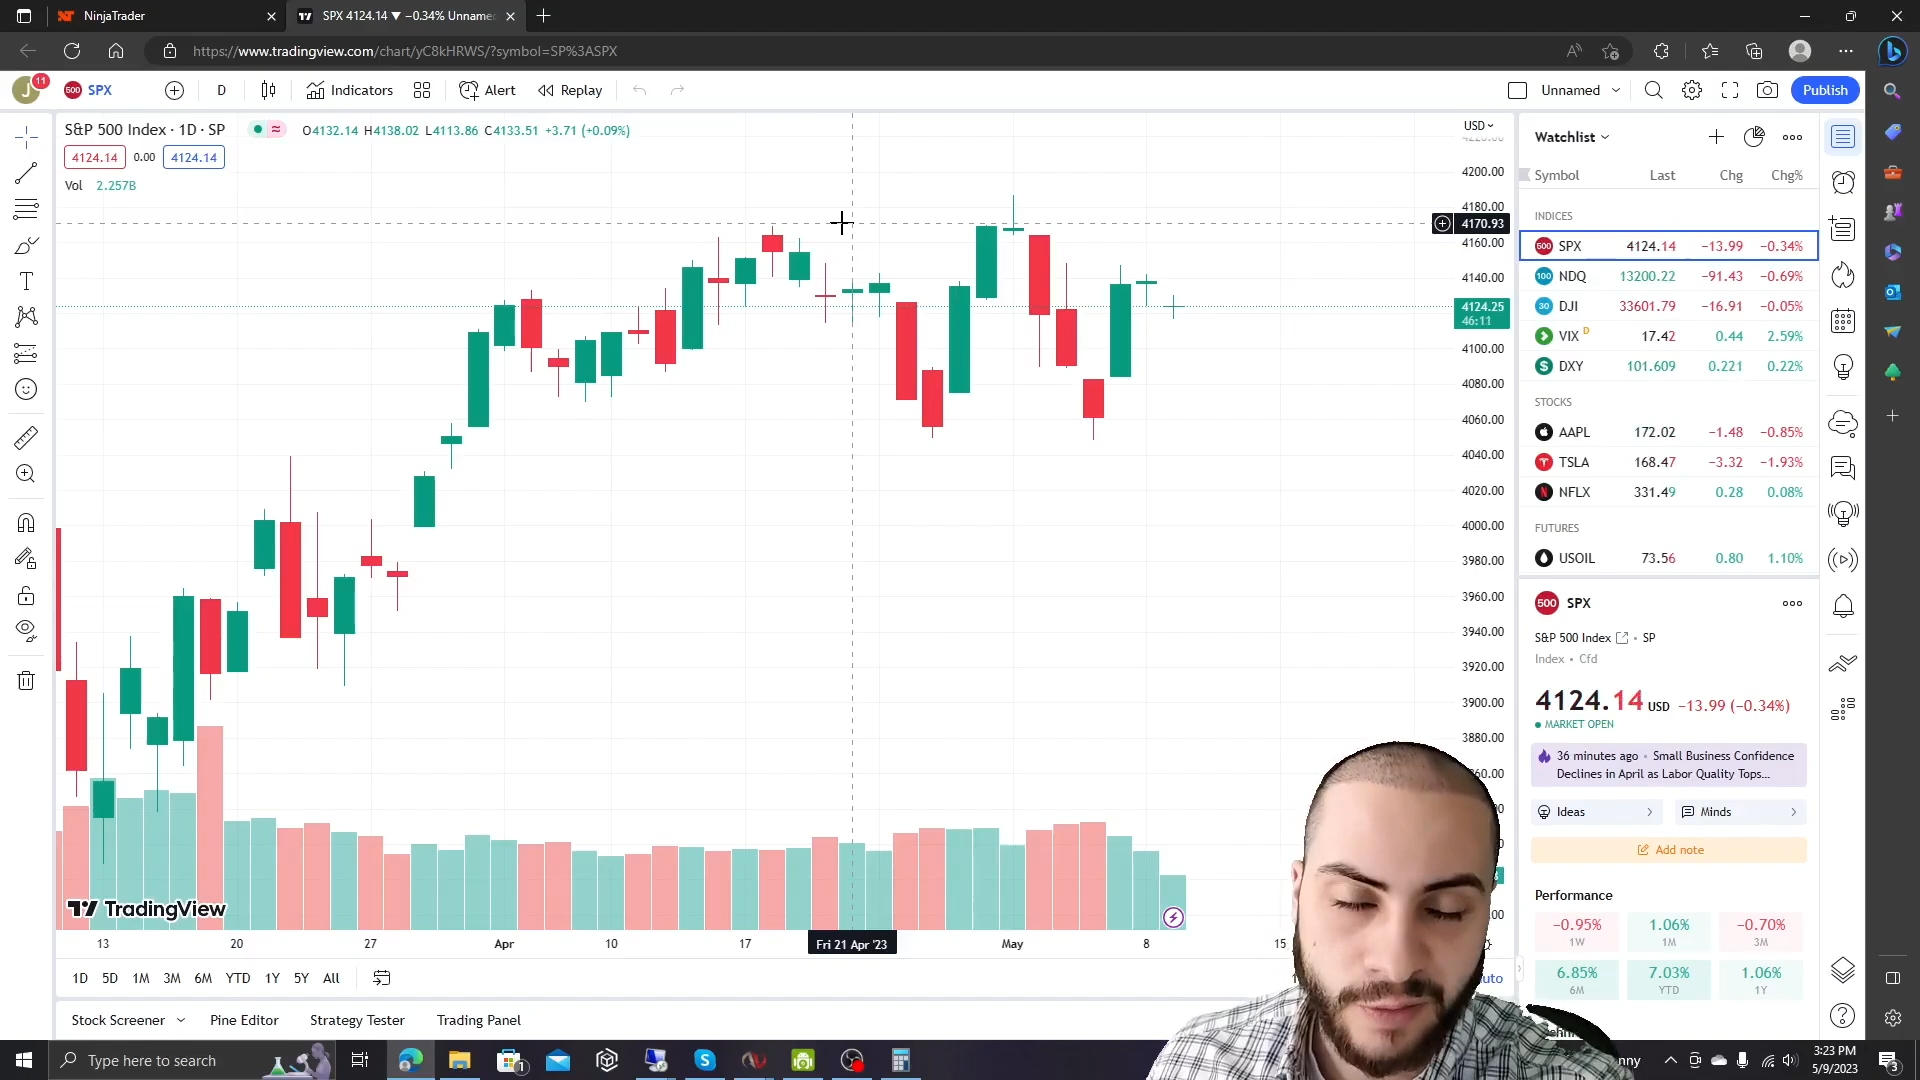 NinjaTrader
SPX 4124.14 ▼ −0.34% Unname
https://www.tradingview.com/chart/yC8kHRWS/?symbol=SP%3ASPX
J
11
500
SPX
D
Indicators
Alert
Replay
Unnamed
Publish
S&P 500 Index · 1D · SP
O4132.14 H4138.02 L4113.86 C4133.51 +3.71 (+0.09%)
4124.14
0.00
4124.14
Vol 2.257B
USD
4200.00
4180.00
4170.93
4160.00
4140.00
4124.25
46:11
4100.00
4080.00
4060.00
4040.00
4020.00
4000.00
3980.00
3960.00
3940.00
3920.00
3900.00
3880.00
TradingView
13
20
27
Apr
10
17
Fri 21 Apr '23
May
8
15
1D
5D
1M
3M
6M
YTD
1Y
5Y
All
Stock Screener
Pine Editor
Strategy Tester
Trading Panel
Watchlist
Symbol Last Chg Chg%
INDICES
500 SPX 4124.14 −13.99 −0.34%
100 NDQ 13200.22 −91.43 −0.69%
30 DJI 33601.79 −16.91 −0.05%
VIX D 17.42 0.44 2.59%
$ DXY 101.609 0.221 0.22%
STOCKS
AAPL 172.02 −1.48 −0.85%
TSLA 168.47 −3.32 −1.93%
NFLX 331.49 0.28 0.08%
FUTURES
USOIL 73.56 0.80 1.10%
500 SPX
S&P 500 Index • SP
Index • Cfd
4124.14 USD −13.99 (−0.34%)
MARKET OPEN
36 minutes ago • Small Business Confidence
Declines in April as Labor Quality Tops...
Ideas
Minds
Add note
Performance
−0.95%
1W
1.06%
1M
−0.70%
3M
6.85%
6M
7.03%
YTD
1.06%
1Y
Type here to search
3:23 PM
5/9/2023
3